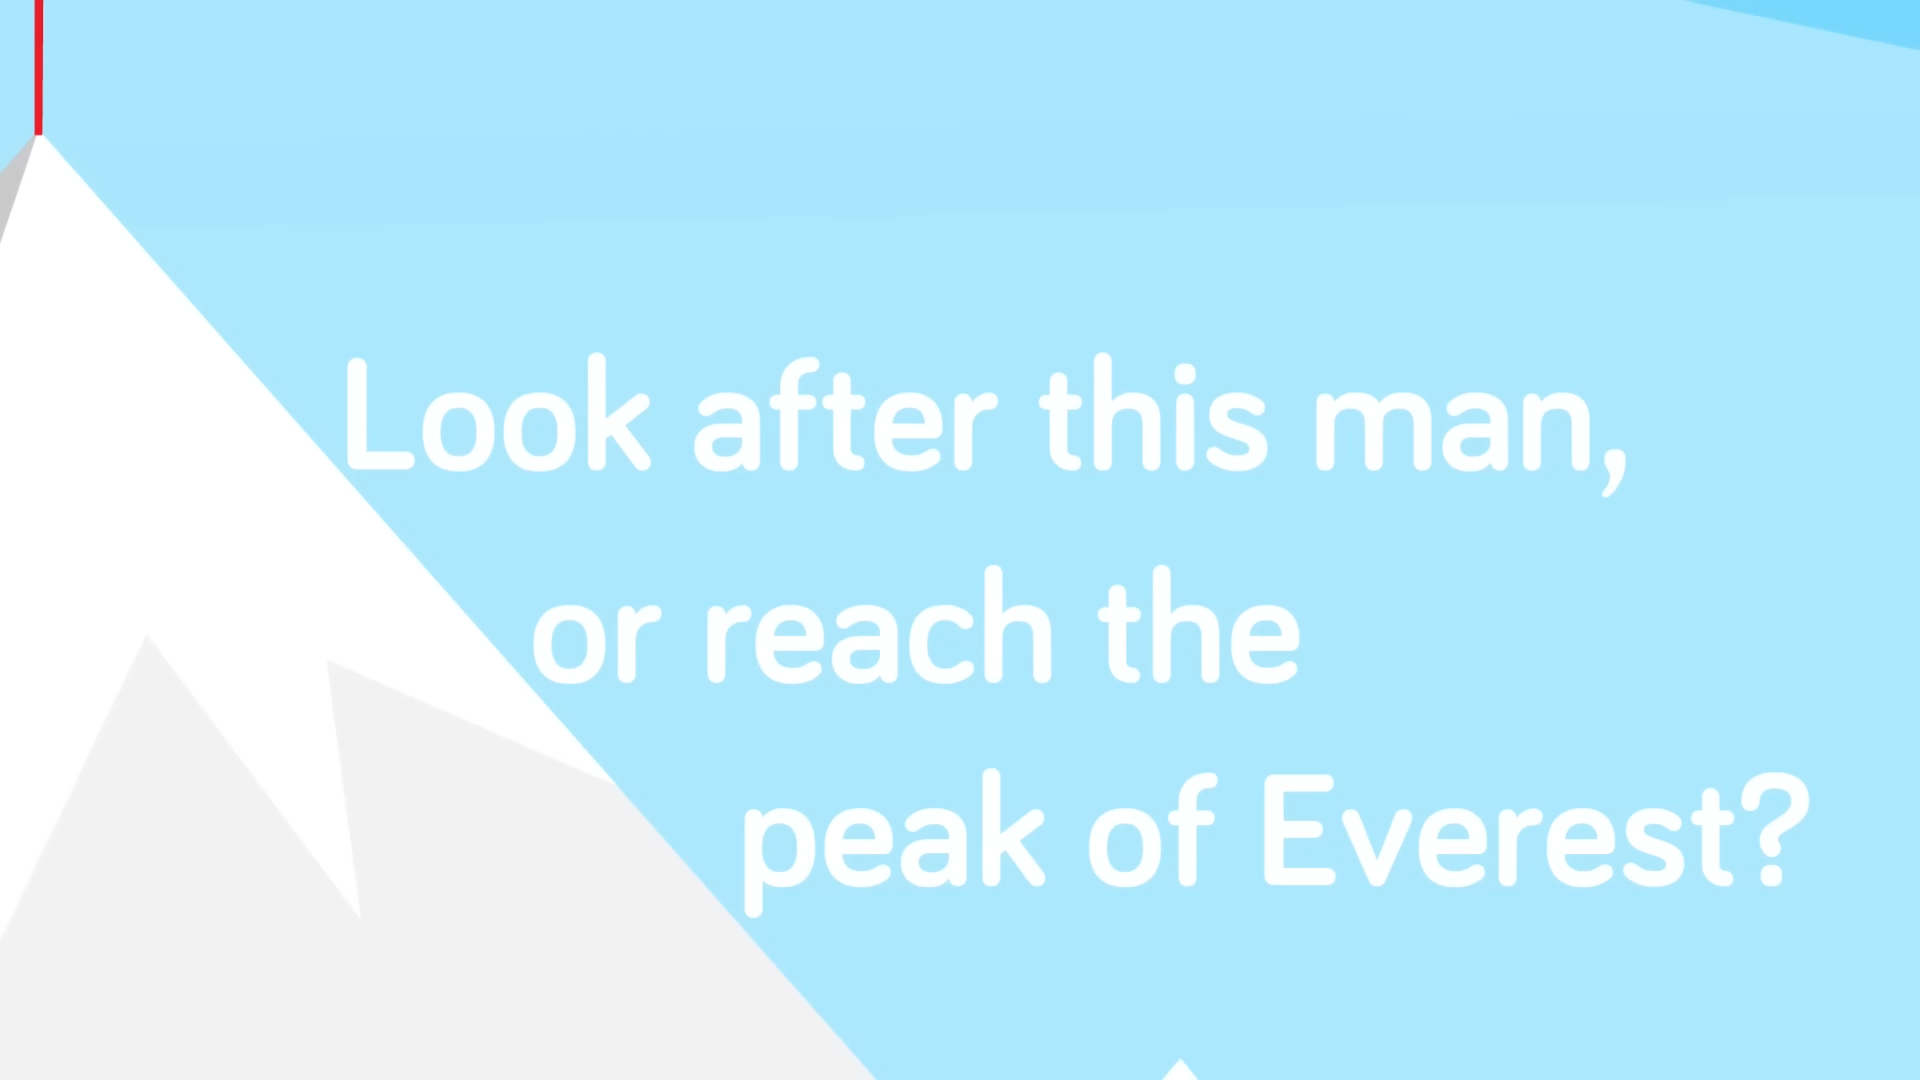 Look after this man,
or reach the
peak of Everest?